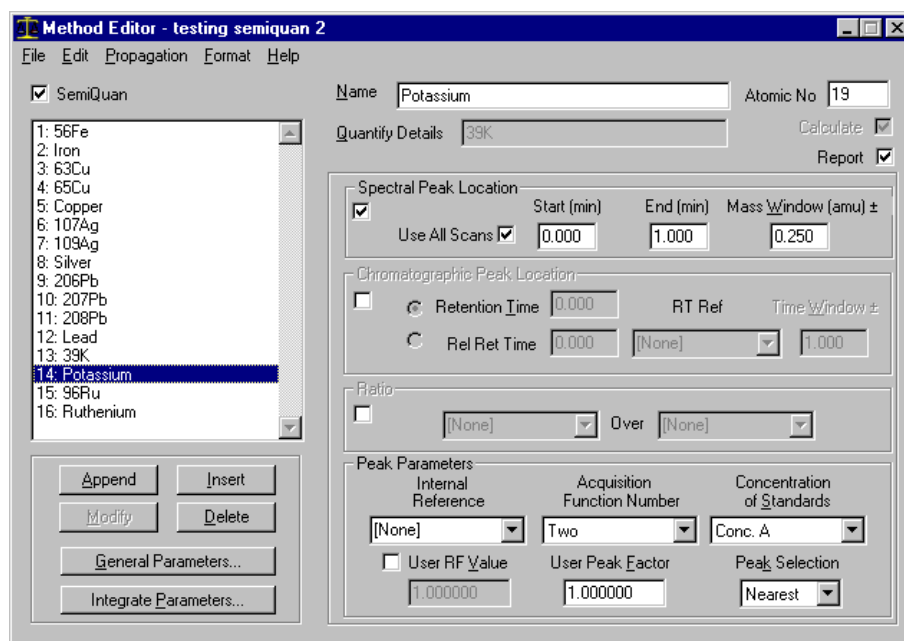 Method Editor - testing semiquan 2
File Edit Propagation Format Help
SemiQuan
1: 56Fe
2: Iron
3: 63Cu
4: 65Cu
5: Copper
6: 107Ag
7: 109Ag
8: Silver
9: 206Pb
10: 207Pb
11: 208Pb
12: Lead
13: 39K
14: Potassium
15: 96Ru
16: Ruthenium
Append Insert
Modify Delete
General Parameters...
Integrate Parameters...
Name Potassium Atomic No 19
Quantify Details 39K Calculate
Report
Spectral Peak Location
Start (min) End (min) Mass Window (amu) ±
Use All Scans 0.000 1.000 0.250
Chromatographic Peak Location
Retention Time 0.000 RT Ref Time Window ±
Rel Ret Time 0.000 [None] 1.000
Ratio
[None] Over [None]
Peak Parameters
Internal Acquisition Concentration
Reference Function Number of Standards
[None] Two Conc. A
User RF Value User Peak Factor Peak Selection
1.000000 1.000000 Nearest